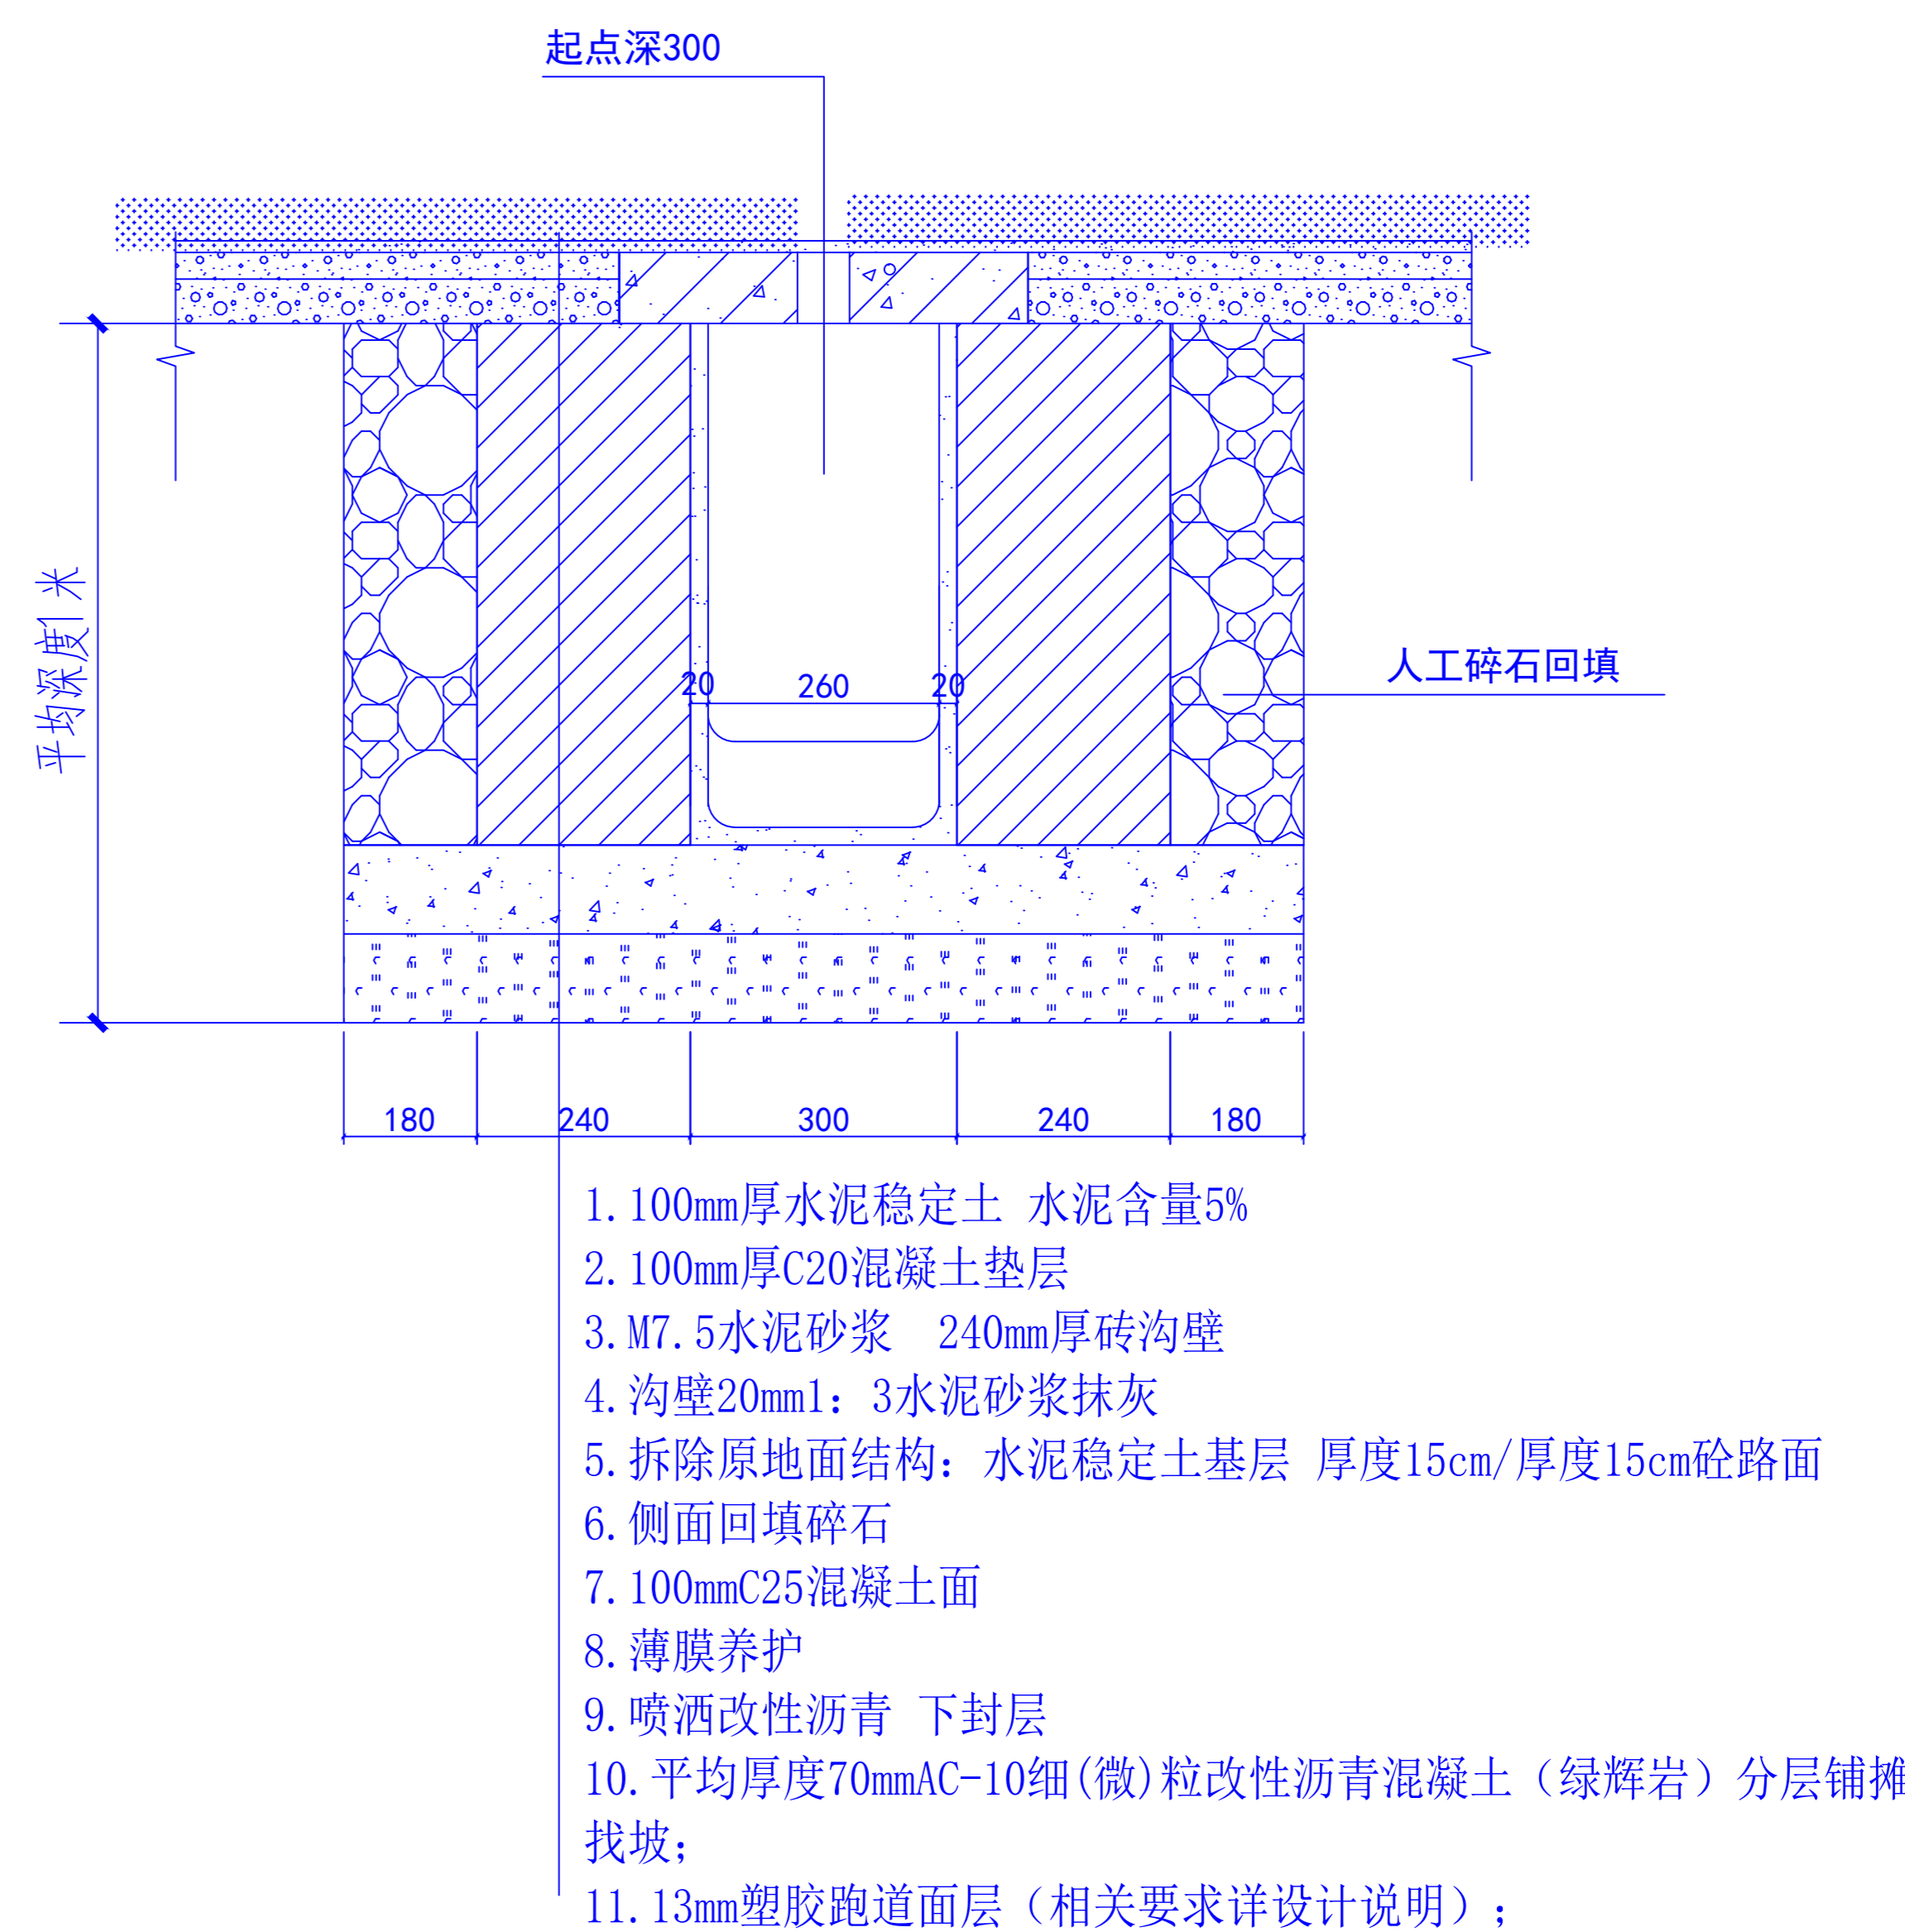 起点深300
平均深度1米
人工碎石回填
20 260 20
180 240 300 240 180
1.100mm厚水泥稳定土 水泥含量5%
2.100mm厚C20混凝土垫层
3.M7.5水泥砂浆  240mm厚砖沟壁
4.沟壁20mm1：3水泥砂浆抹灰
5.拆除原地面结构：水泥稳定土基层 厚度15cm/厚度15cm砼路面
6.侧面回填碎石
7.100mmC25混凝土面
8.薄膜养护
9.喷洒改性沥青 下封层
10.平均厚度70mmAC-10细(微)粒改性沥青混凝土（绿辉岩）分层铺摊
找坡；
11.13mm塑胶跑道面层（相关要求详设计说明）；